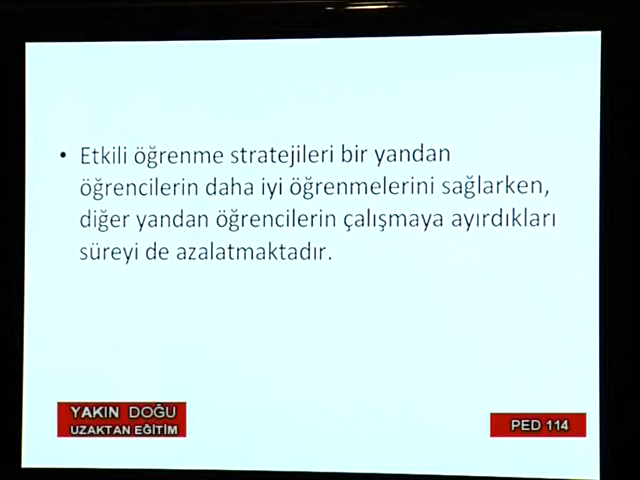 • Etkili öğrenme stratejileri bir yandan
öğrencilerin daha iyi öğrenmelerini sağlarken,
diğer yandan öğrencilerin çalışmaya ayırdıkları
süreyi de azalatmaktadır.
YAKIN DOĞU
UZAKTAN EĞİTİM
PED 114